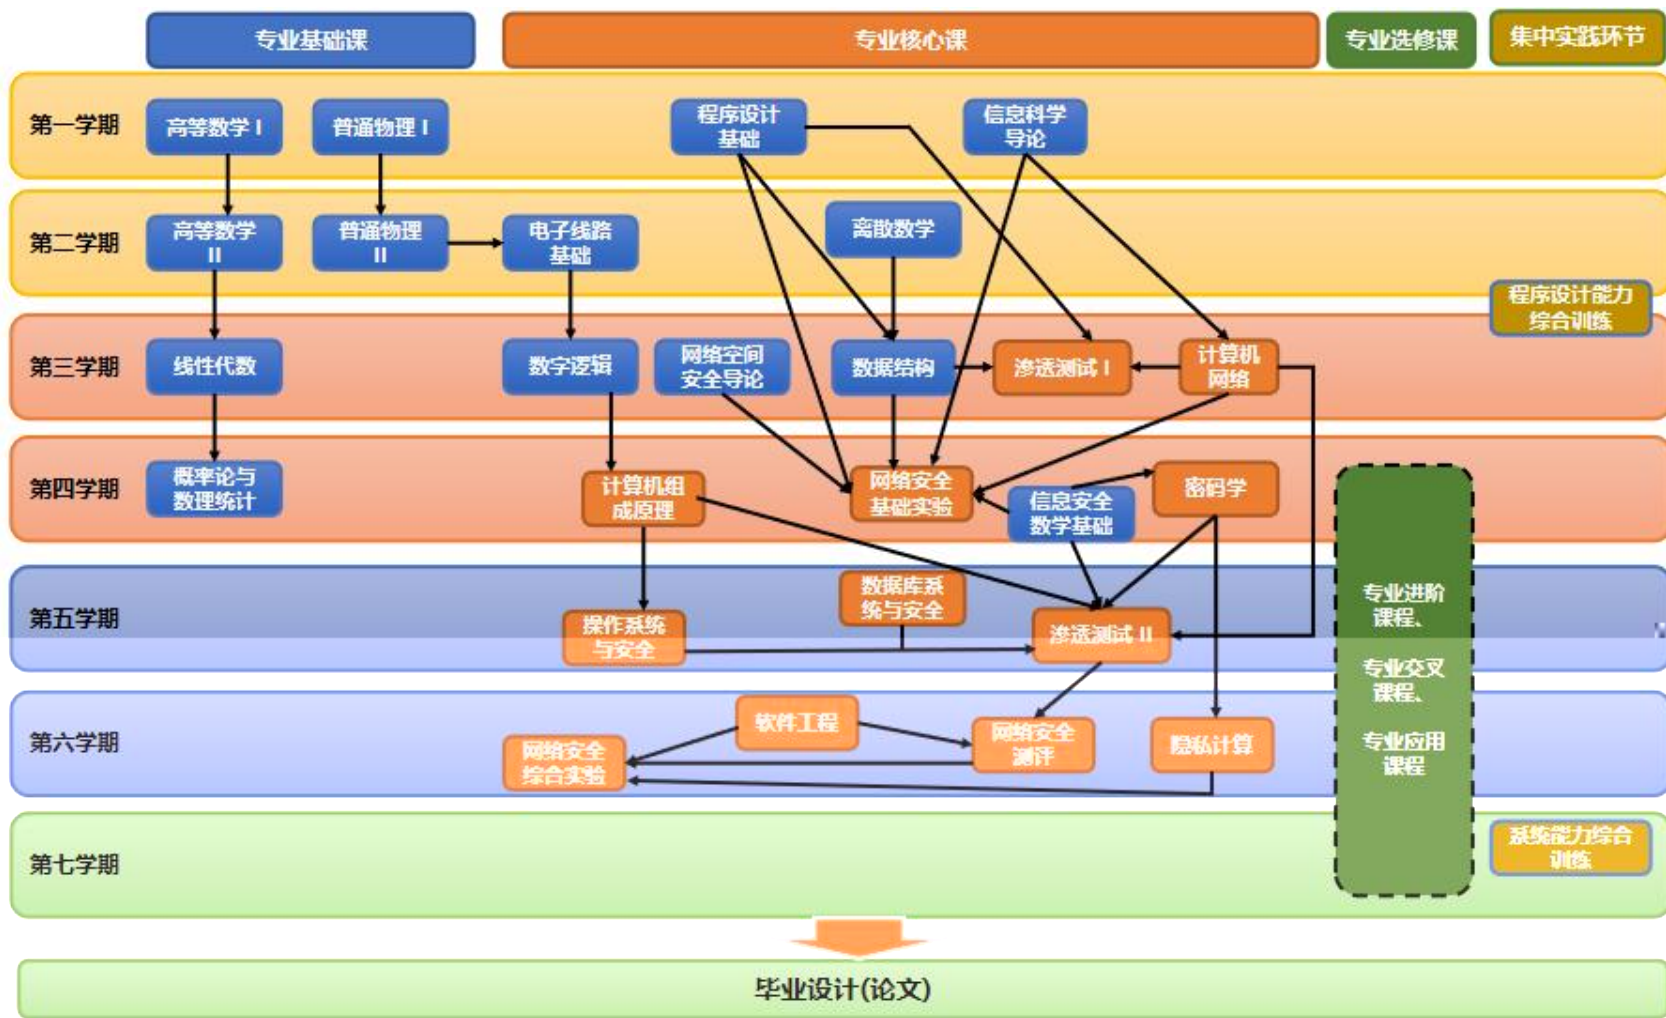 专业基础课
专业核心课
专业选修课
集中实践环节
第一学期
高等数学 I
普通物理 I
程序设计
基础
信息科学
导论
第二学期
高等数学
II
普通物理
II
电子线路
基础
离散数学
程序设计能力
综合训练
第三学期
线性代数
数字逻辑
网络空间
安全导论
数据结构
渗透测试 I
计算机
网络
第四学期
概率论与
数理统计
计算机组
成原理
网络安全
基础实验
信息安全
数学基础
密码学
第五学期
操作系统
与安全
数据库系
统与安全
渗透测试 II
专业进阶
课程、
专业交叉
课程、
专业应用
课程
第六学期
网络安全
综合实验
软件工程
网络安全
测评
隐私计算
第七学期
系统能力综合
训练
毕业设计(论文)